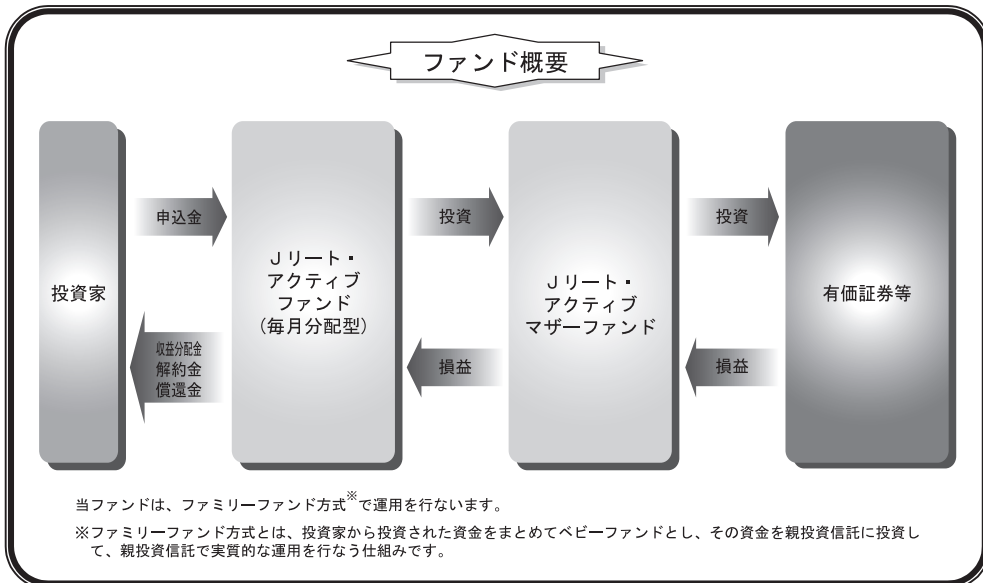 ファンド概要
投資家
申込金
収益分配金
解約金
償還金
Jリート・
アクティブ
ファンド
(毎月分配型)
投資
損益
Jリート・
アクティブ
マザーファンド
投資
損益
有価証券等
当ファンドは、ファミリーファンド方式※で運用を行ないます。
※ファミリーファンド方式とは、投資家から投資された資金をまとめてベビーファンドとし、その資金を親投資信託に投資し
て、親投資信託で実質的な運用を行なう仕組みです。